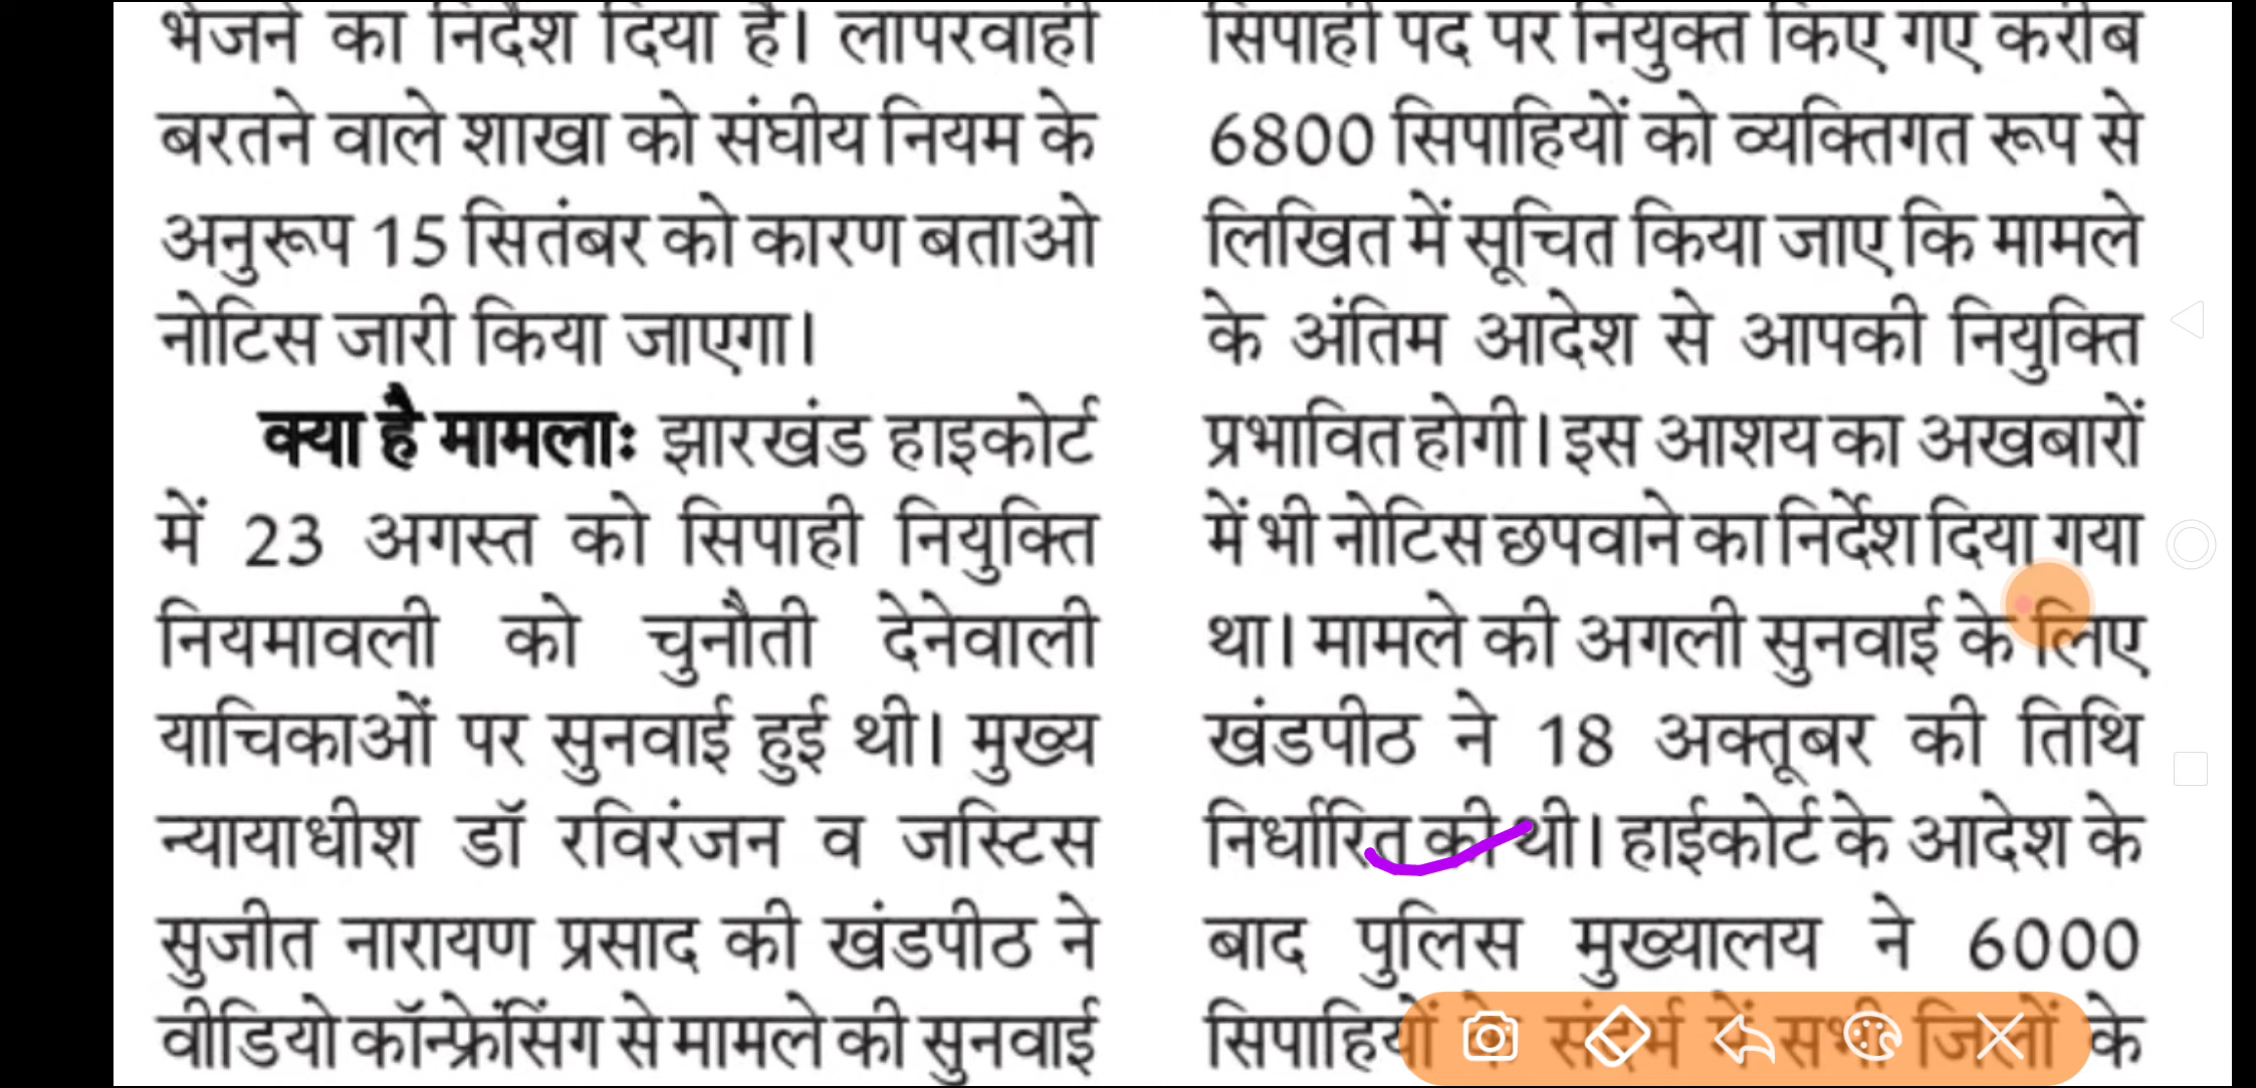 भेजने का निर्देश दिया है। लापरवाही
बरतने वाले शाखा को संघीय नियम के
अनुरूप 15 सितंबर को कारण बताओ
नोटिस जारी किया जाएगा।
क्या है मामलाः झारखंड हाइकोर्ट
में 23 अगस्त को सिपाही नियुक्ति
नियमावली को चुनौती देनेवाली
याचिकाओं पर सुनवाई हुई थी। मुख्य
न्यायाधीश डॉ रविरंजन व जस्टिस
सुजीत नारायण प्रसाद की खंडपीठ ने
वीडियो कॉन्फ्रेंसिंग से मामले की सुनवाई
सिपाही पद पर नियुक्त किए गए करीब
6800 सिपाहियों को व्यक्तिगत रूप से
लिखित में सूचित किया जाए कि मामले
के अंतिम आदेश से आपकी नियुक्ति
प्रभावित होगी। इस आशय का अखबारों
में भी नोटिस छपवाने का निर्देश दिया गया
था। मामले की अगली सुनवाई के लिए
खंडपीठ ने 18 अक्तूबर की तिथि
निर्धारित की थी। हाईकोर्ट के आदेश के
बाद पुलिस मुख्यालय ने 6000
सिपाहियों के संदर्भ में सभी जिलों के